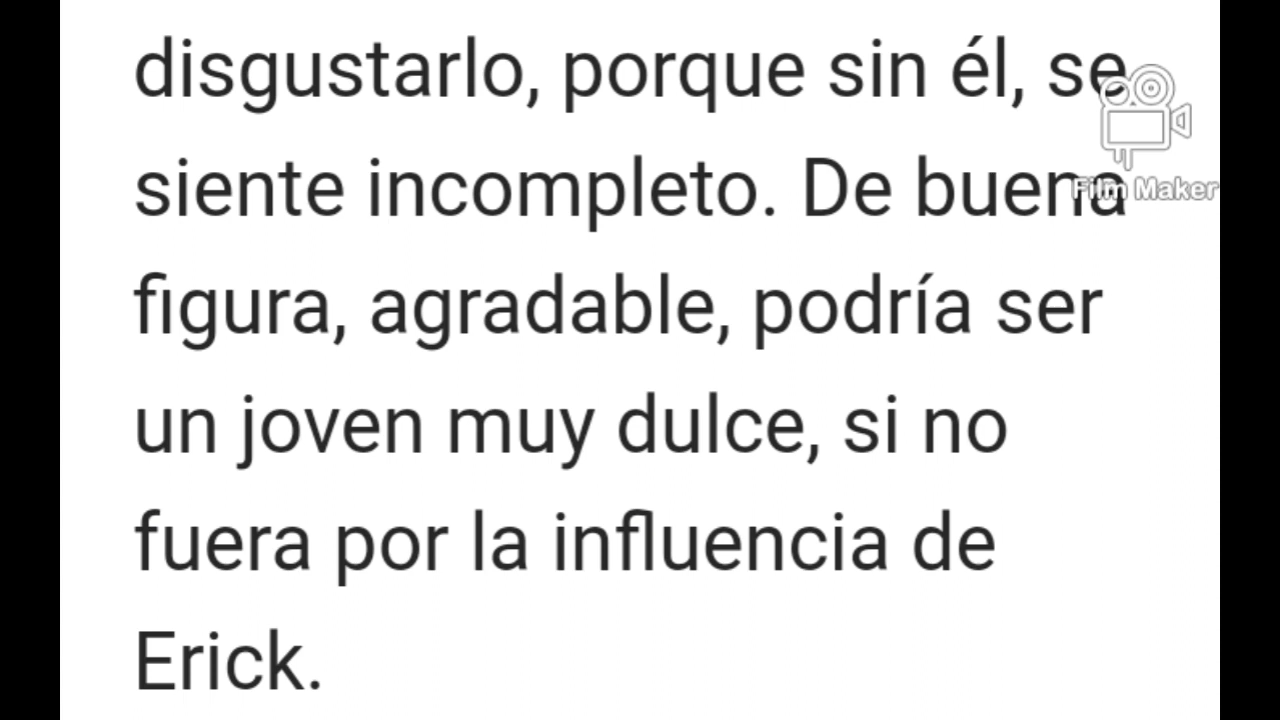 disgustarlo, porque sin él, se
siente incompleto. De buena
figura, agradable, podría ser
un joven muy dulce, si no
fuera por la influencia de
Erick.
Film Maker